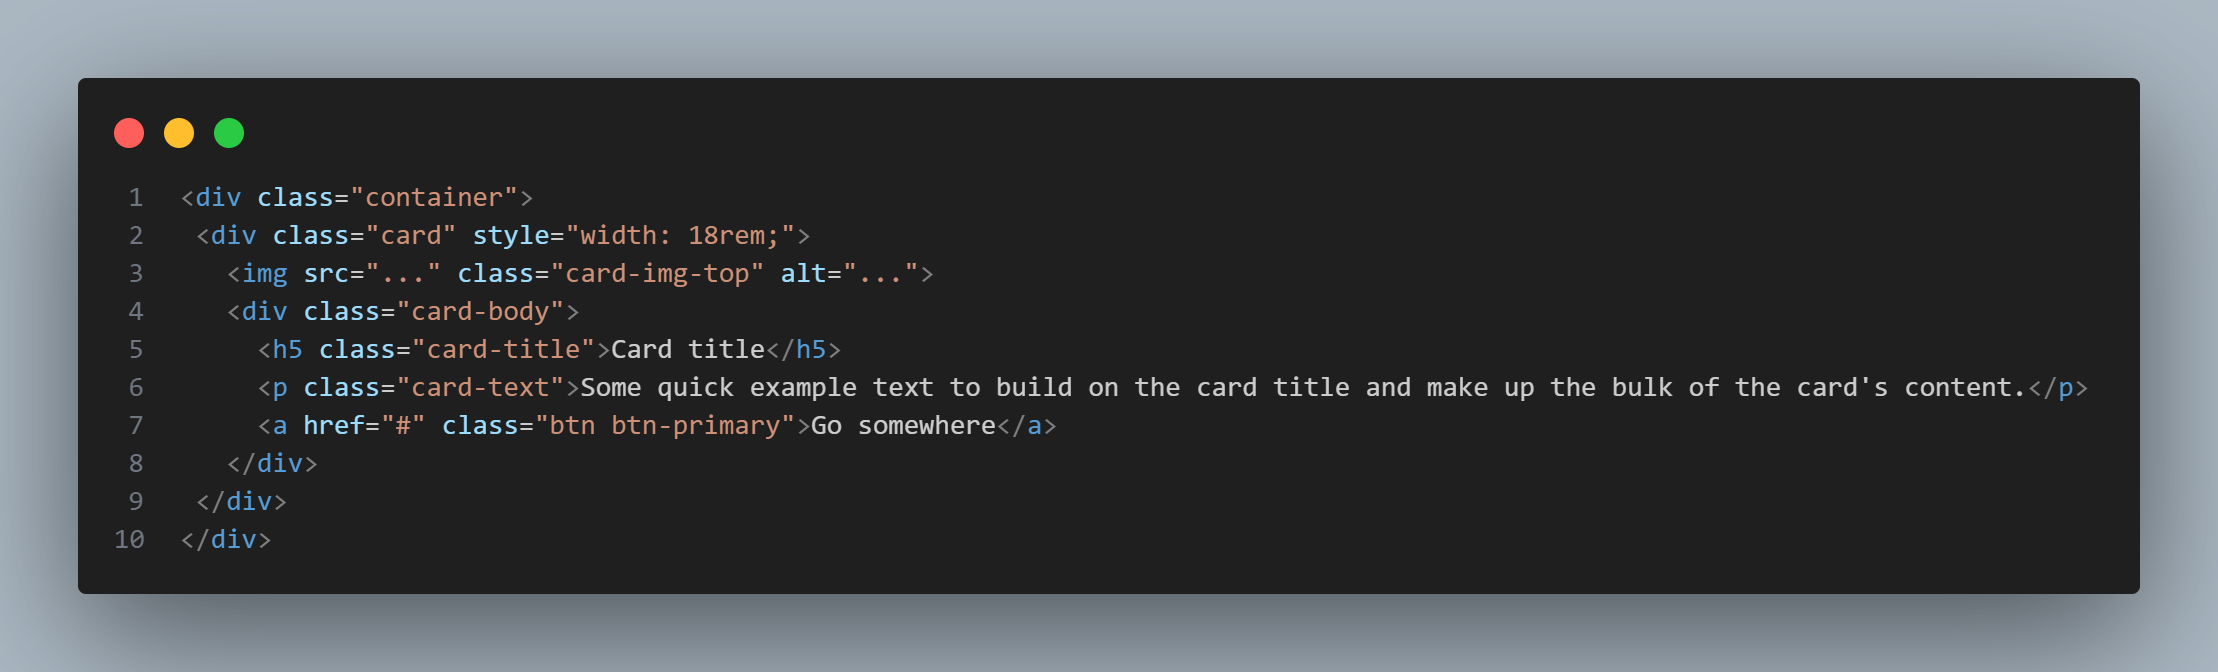 1 <div class="container">
2  <div class="card" style="width: 18rem;">
3    <img src="..." class="card-img-top" alt="...">
4    <div class="card-body">
5      <h5 class="card-title">Card title</h5>
6      <p class="card-text">Some quick example text to build on the card title and make up the bulk of the card's content.</p>
7      <a href="#" class="btn btn-primary">Go somewhere</a>
8    </div>
9  </div>
10 </div>